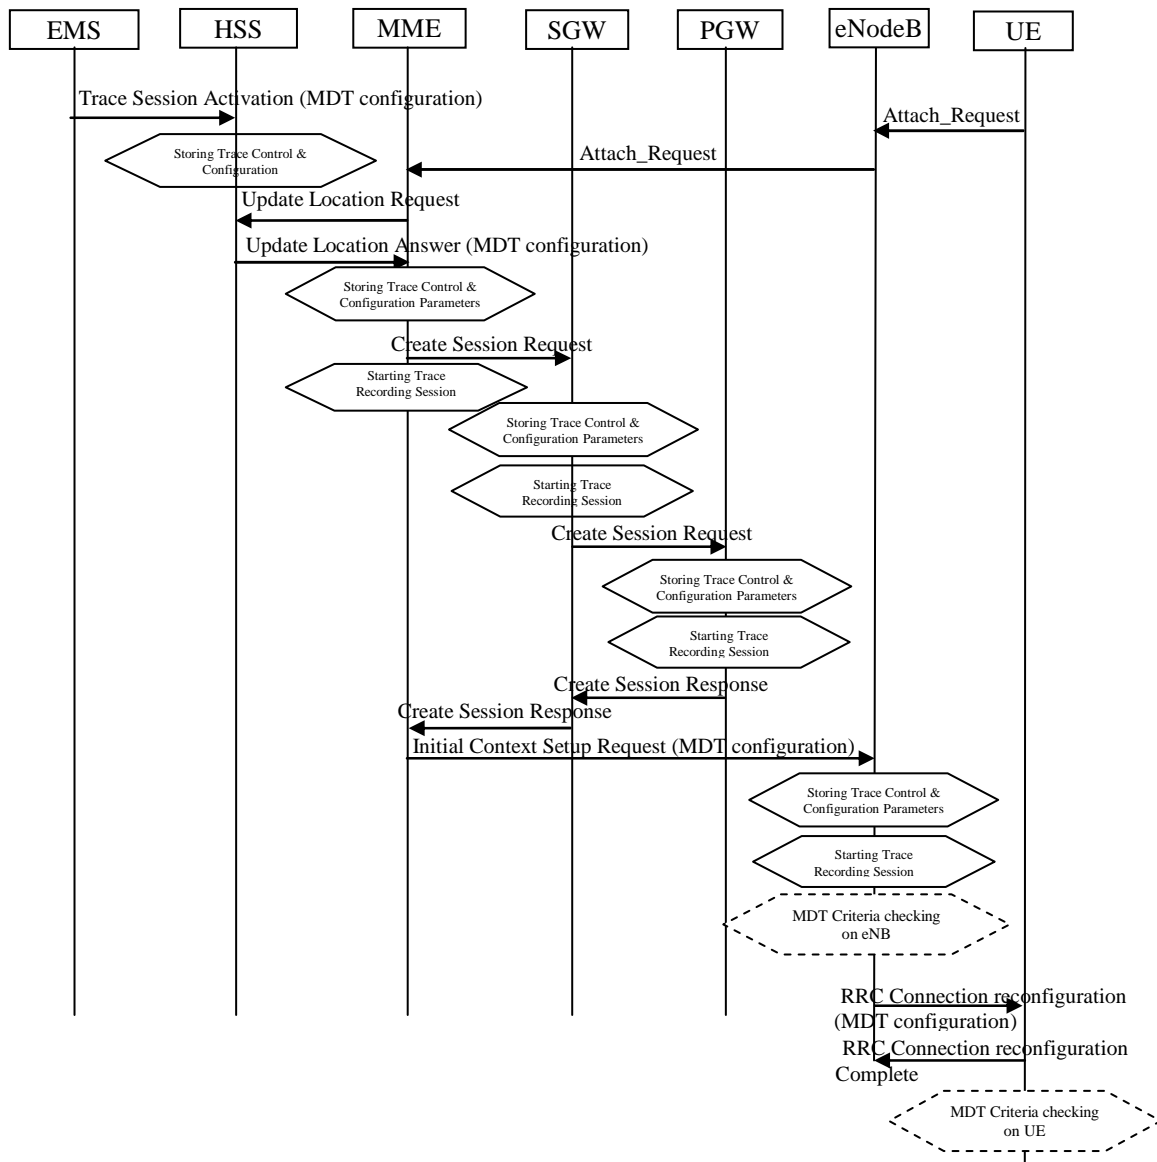 EMS
HSS
MME
SGW
PGW
eNodeB
UE
Trace Session Activation (MDT configuration)
Attach_Request
Storing Trace Control &
Configuration
Attach_Request
Update Location Request
Update Location Answer (MDT configuration)
Storing Trace Control &
Configuration Parameters
Create Session Request
Starting Trace
Recording Session
Storing Trace Control &
Configuration Parameters
Starting Trace
Recording Session
Create Session Request
Storing Trace Control &
Configuration Parameters
Starting Trace
Recording Session
Create Session Response
Create Session Response
Initial Context Setup Request (MDT configuration)
Storing Trace Control &
Configuration Parameters
Starting Trace
Recording Session
MDT Criteria checking
on eNB
RRC Connection reconfiguration
(MDT configuration)
RRC Connection reconfiguration
Complete
MDT Criteria checking
on UE